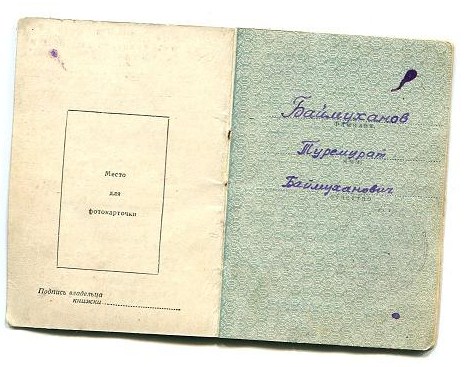 Место
для
фотокарточки
Подпись владельца
книжки
Баймуханов
фамилия
Туремурат
имя
Баймуханович
отчество